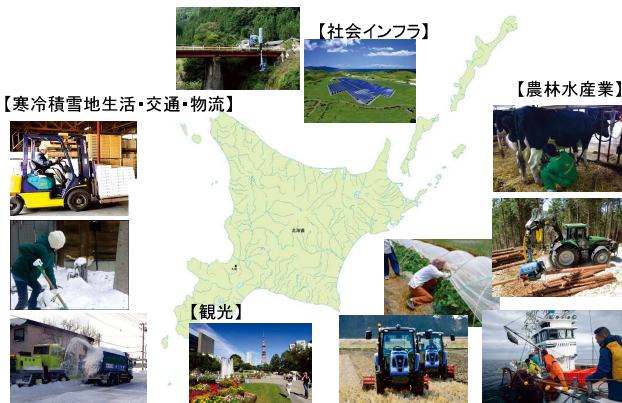 【社会インフラ】
【寒冷積雪地生活・交通・物流】
【農林水産業】
北海道
【観光】